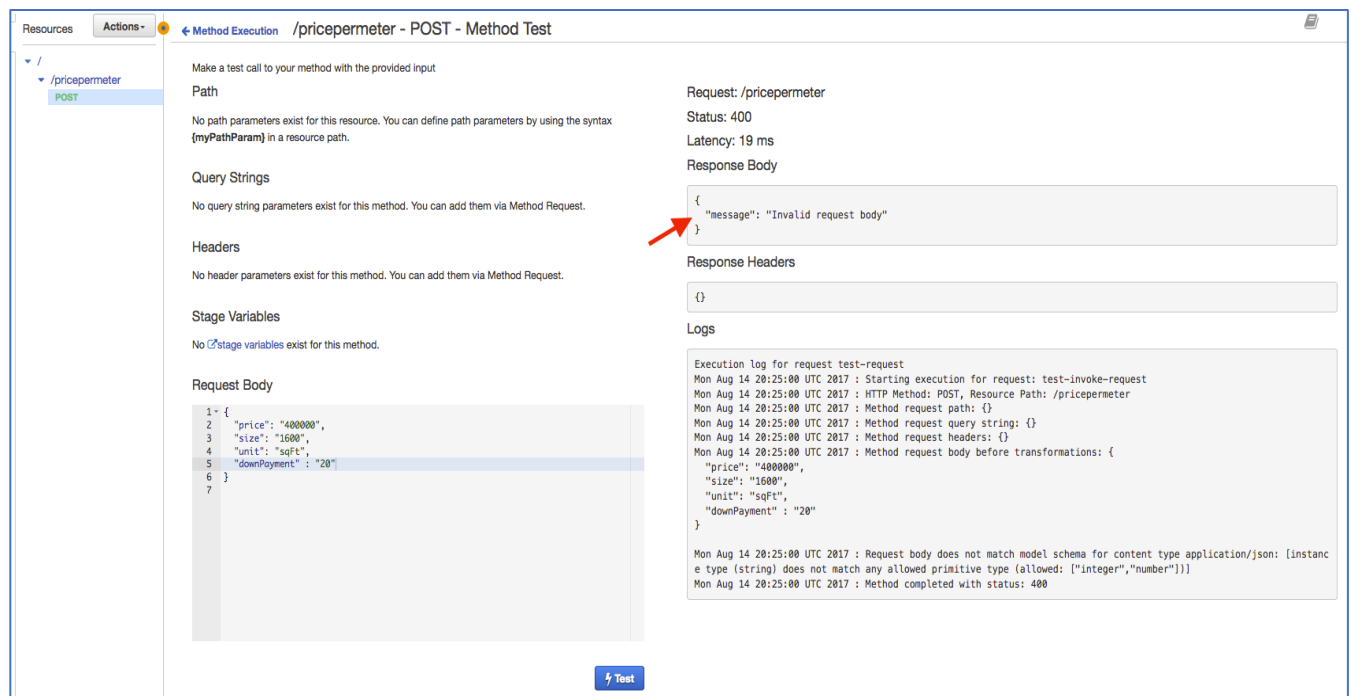 Resources
Actions
Method Execution /pricepermeter - POST - Method Test
/
/pricepermeter
POST
Make a test call to your method with the provided input
Path
No path parameters exist for this resource. You can define path parameters by using the syntax
{myPathParam} in a resource path.
Query Strings
No query string parameters exist for this method. You can add them via Method Request.
Headers
No header parameters exist for this method. You can add them via Method Request.
Stage Variables
No stage variables exist for this method.
Request Body
1 {
2 "price": "400000",
3 "size": "1600",
4 "unit": "sqFt",
5 "downPayment" : "20"
6 }
7
Test
Request: /pricepermeter
Status: 400
Latency: 19 ms
Response Body
{
"message": "Invalid request body"
}
Response Headers
{}
Logs
Execution log for request test-request
Mon Aug 14 20:25:00 UTC 2017 : Starting execution for request: test-invoke-request
Mon Aug 14 20:25:00 UTC 2017 : HTTP Method: POST, Resource Path: /pricepermeter
Mon Aug 14 20:25:00 UTC 2017 : Method request path: {}
Mon Aug 14 20:25:00 UTC 2017 : Method request query string: {}
Mon Aug 14 20:25:00 UTC 2017 : Method request headers: {}
Mon Aug 14 20:25:00 UTC 2017 : Method request body before transformations: {
"price": "400000",
"size": "1600",
"unit": "sqFt",
"downPayment" : "20"
}
Mon Aug 14 20:25:00 UTC 2017 : Request body does not match model schema for content type application/json: [instanc
e type (string) does not match any allowed primitive type (allowed: ["integer","number"])]
Mon Aug 14 20:25:00 UTC 2017 : Method completed with status: 400